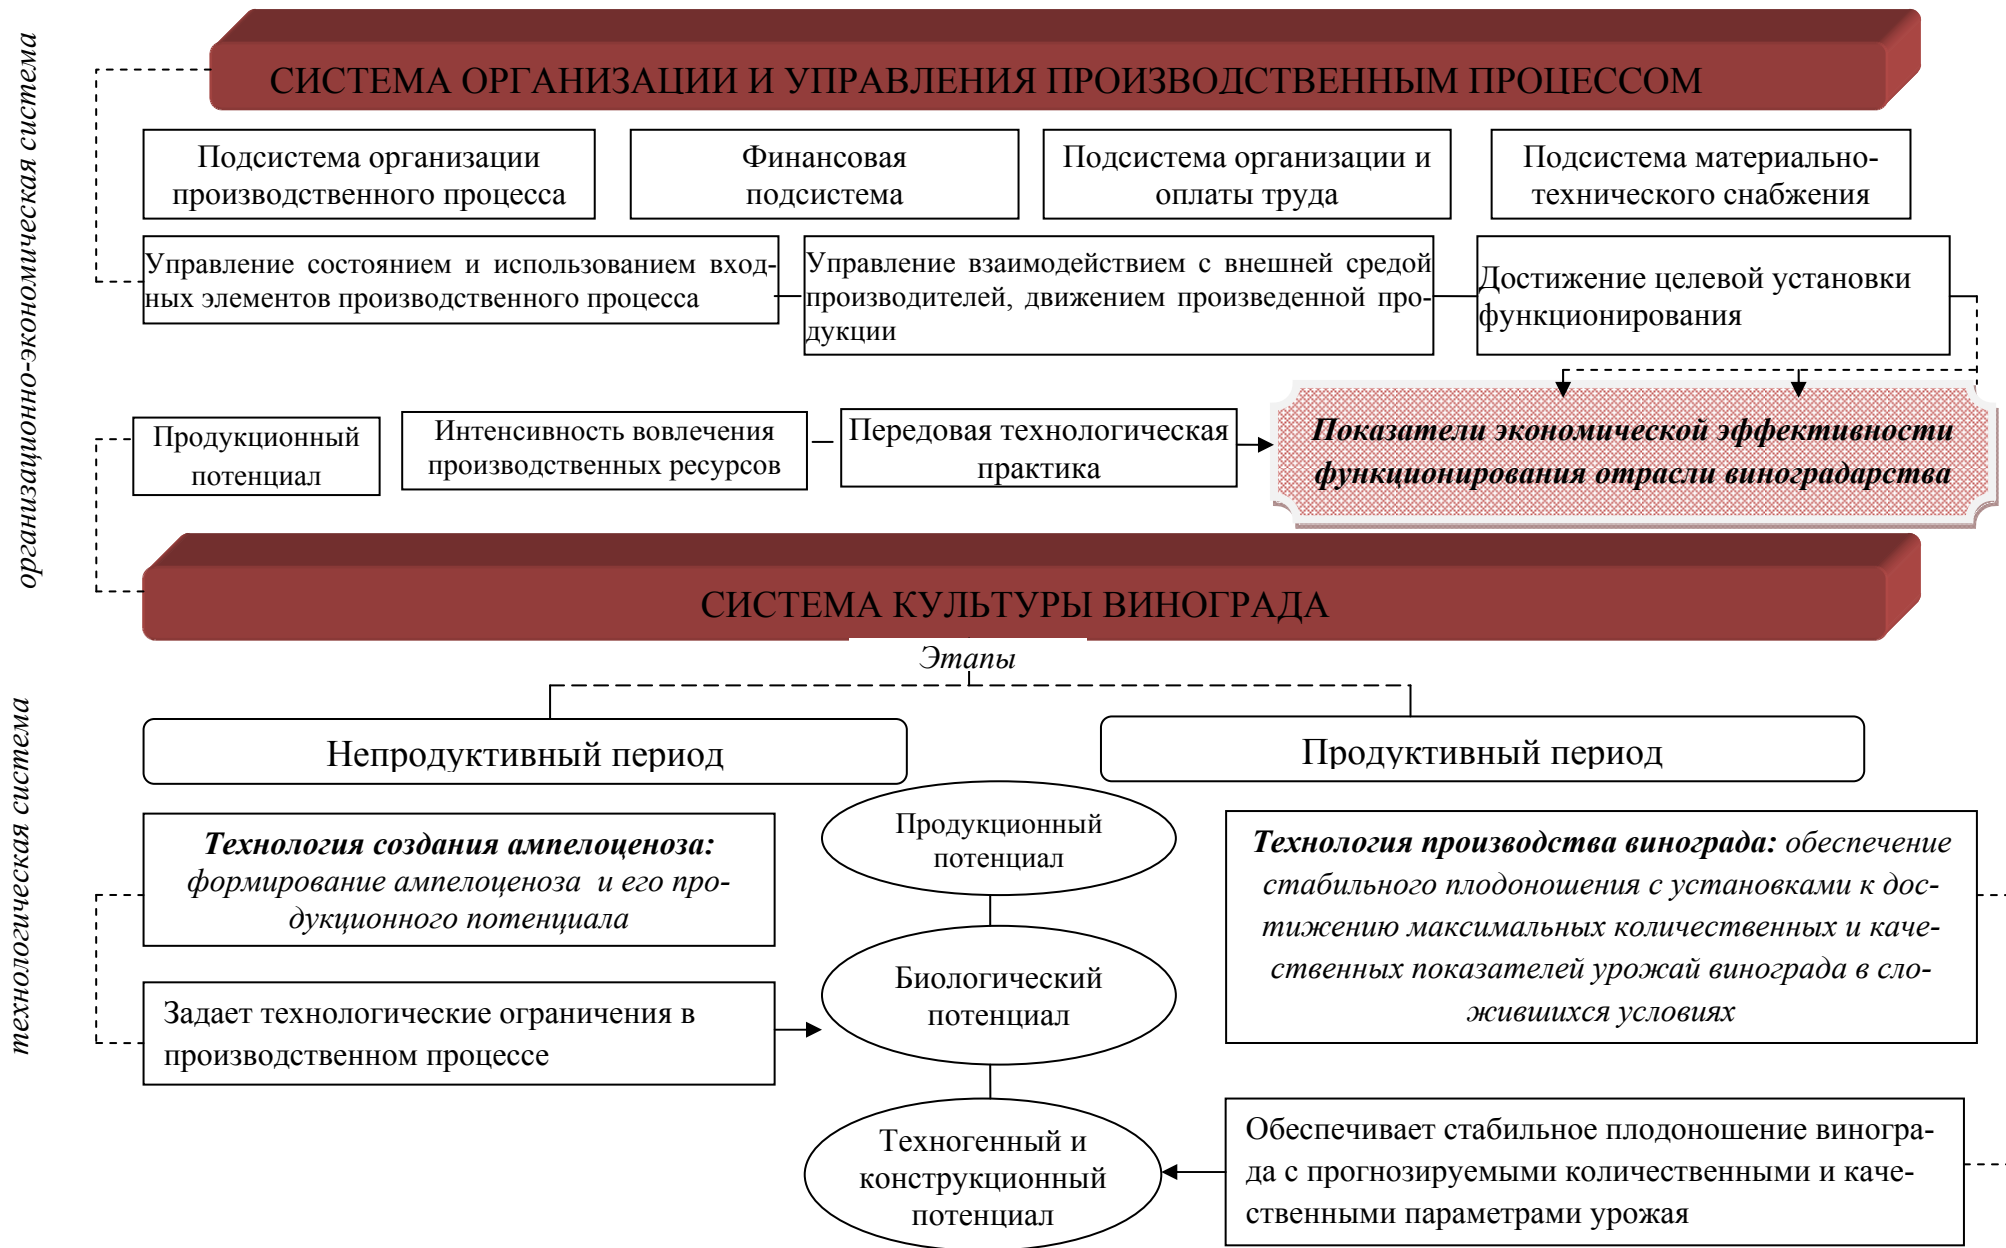 организационно-экономическая система
СИСТЕМА ОРГАНИЗАЦИИ И УПРАВЛЕНИЯ ПРОИЗВОДСТВЕННЫМ ПРОЦЕССОМ
Подсистема организации
производственного процесса
Финансовая
подсистема
Подсистема организации и
оплаты труда
Подсистема материально-
технического снабжения
Управление состоянием и использованием вход-
ных элементов производственного процесса
Управление взаимодействием с внешней средой
производителей, движением произведенной про-
дукции
Достижение целевой установки
функционирования
Продукционный
потенциал
Интенсивность вовлечения
производственных ресурсов
Передовая технологическая
практика
Показатели экономической эффективности
функционирования отрасли виноградарства
СИСТЕМА КУЛЬТУРЫ ВИНОГРАДА
технологическая система
Этапы
Непродуктивный период
Продуктивный период
Технология создания ампелоценоза:
формирование ампелоценоза и его про-
дукционного потенциала
Продукционный
потенциал
Технология производства винограда: обеспечение
стабильного плодоношения с установками к дос-
тижению максимальных количественных и каче-
ственных показателей урожай винограда в сло-
жившихся условиях
Задает технологические ограничения в
производственном процессе
Биологический
потенциал
Техногенный и
конструкционный
потенциал
Обеспечивает стабильное плодоношение виногра-
да с прогнозируемыми количественными и каче-
ственными параметрами урожая